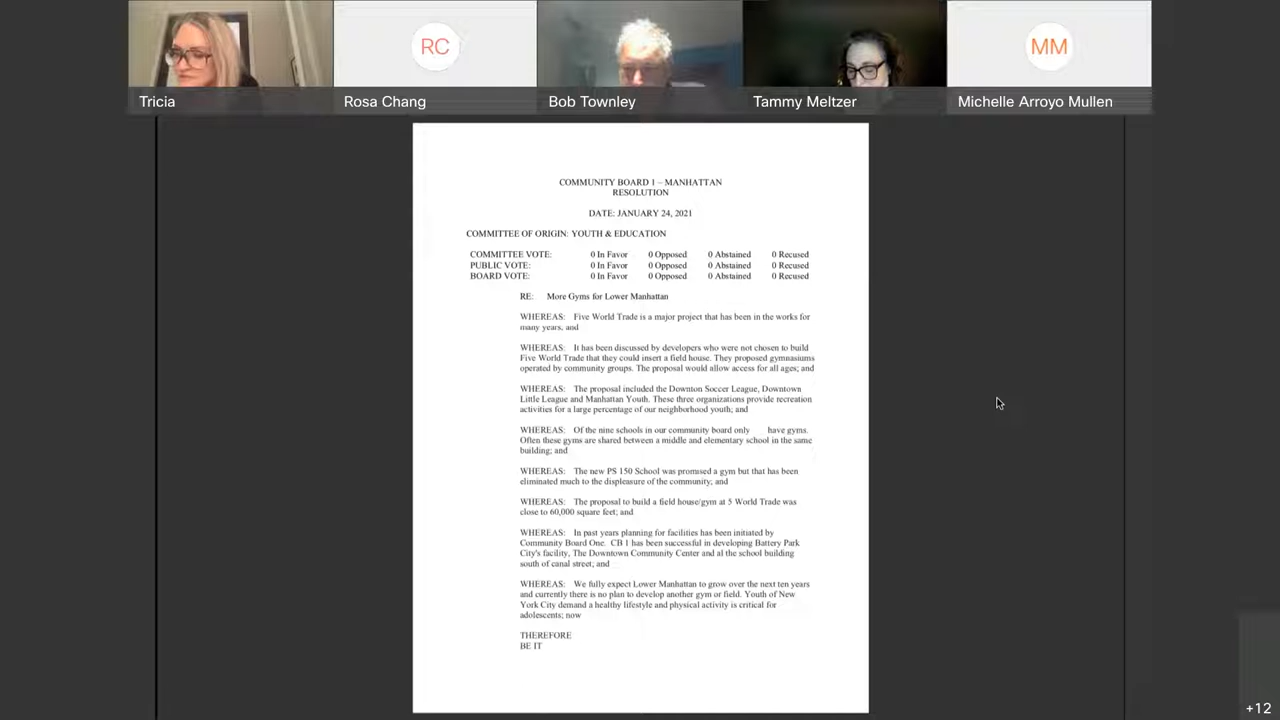 RC
MM
Tricia
Rosa Chang
Bob Townley
Tammy Meltzer
Michelle Arroyo Mullen
COMMUNITY BOARD 1 – MANHATTAN
RESOLUTION
DATE: JANUARY 24, 2021
COMMITTEE OF ORIGIN: YOUTH & EDUCATION
COMMITTEE VOTE: 0 In Favor 0 Opposed 0 Abstained 0 Recused
PUBLIC VOTE: 0 In Favor 0 Opposed 0 Abstained 0 Recused
BOARD VOTE: 0 In Favor 0 Opposed 0 Abstained 0 Recused
RE: More Gyms for Lower Manhattan
WHEREAS: Five World Trade is a major project that has been in the works for
many years, and
WHEREAS: It has been discussed by developers who were not chosen to build
Five World Trade that they could insert a field house. They proposed gymnasiums
operated by community groups. The proposal would allow access for all ages; and
WHEREAS: The proposal included the Downton Soccer League, Downtown
Little League and Manhattan Youth. These three organizations provide recreation
activities for a large percentage of our neighborhood youth; and
WHEREAS: Of the nine schools in our community board only have gyms.
Often these gyms are shared between a middle and elementary school in the same
building; and
WHEREAS: The new PS 150 School was promised a gym but that has been
eliminated much to the displeasure of the community; and
WHEREAS: The proposal to build a field house/gym at 5 World Trade was
close to 60,000 square feet; and
WHEREAS: In past years planning for facilities has been initiated by
Community Board One. CB 1 has been successful in developing Battery Park
City's facility, The Downtown Community Center and al the school building
south of canal street; and
WHEREAS: We fully expect Lower Manhattan to grow over the next ten years
and currently there is no plan to develop another gym or field. Youth of New
York City demand a healthy lifestyle and physical activity is critical for
adolescents; now
THEREFORE
BE IT
+12